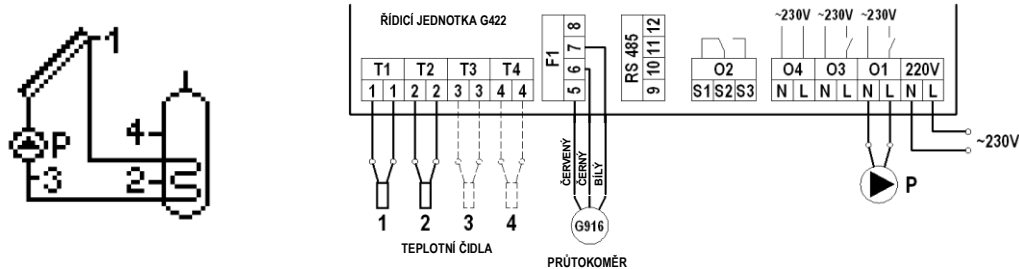 1
4
P
3
2
ŘÍDICÍ JEDNOTKA G422
~230V ~230V ~230V
T1 T2 T3 T4
1 1 2 2 3 3 4 4
F1
5 6 7 8
RS 485
9 10 11 12
O2
S1 S2 S3
O4 O3 O1 220V
N L N L N L N L
~230V
ČERVENÝ
ČERNÝ
BÍLÝ
1 2 3 4
G916
P
TEPLOTNÍ ČIDLA
PRŮTOKOMĚR